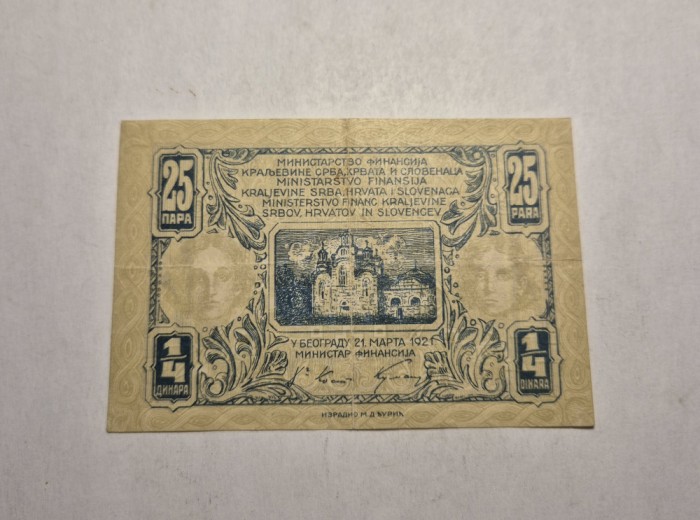 МИНИСТАРСТВО ФИНАНСИЈА
КРАЉЕВИНЕ СРБА, ХРВАТА И СЛОВЕНАЦА
MINISTARSTVO FINANSIJA
KRALJEVINE SRBA, HRVATA I SLOVENACA
MINISTERSTVO FINANC KRALJEVINE
SRBOV, HRVATOV IN SLOVENCEV
25
ПАРА
25
PARA
У БЕОГРАДУ 21. МАРТА 1921
МИНИСТАР ФИНАНСИЈА
1/4
ДИНАРА
1/4
DINARA
ИЗРАДИО М. ДЪУРИЋ